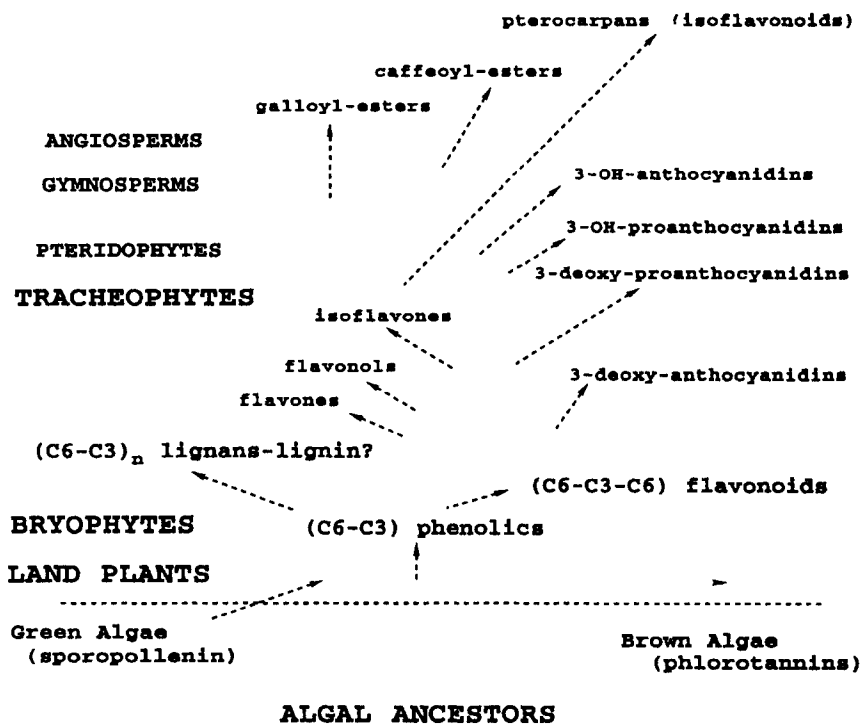 pterocarpans (isoflavonoids)
caffeoyl-esters
galloyl-esters
ANGIOSPERMS
GYMNOSPERMS
3-OH-anthocyanidins
3-OH-proanthocyanidins
PTERIDOPHYTES
3-deoxy-proanthocyanidins
TRACHEOPHYTES
isoflavones
flavonols
3-deoxy-anthocyanidins
flavones
(C6-C3)n lignans-lignin?
(C6-C3-C6) flavonoids
BRYOPHYTES
(C6-C3) phenolics
LAND PLANTS
Green Algae
(sporopollenin)
Brown Algae
(phlorotannins)
ALGAL ANCESTORS